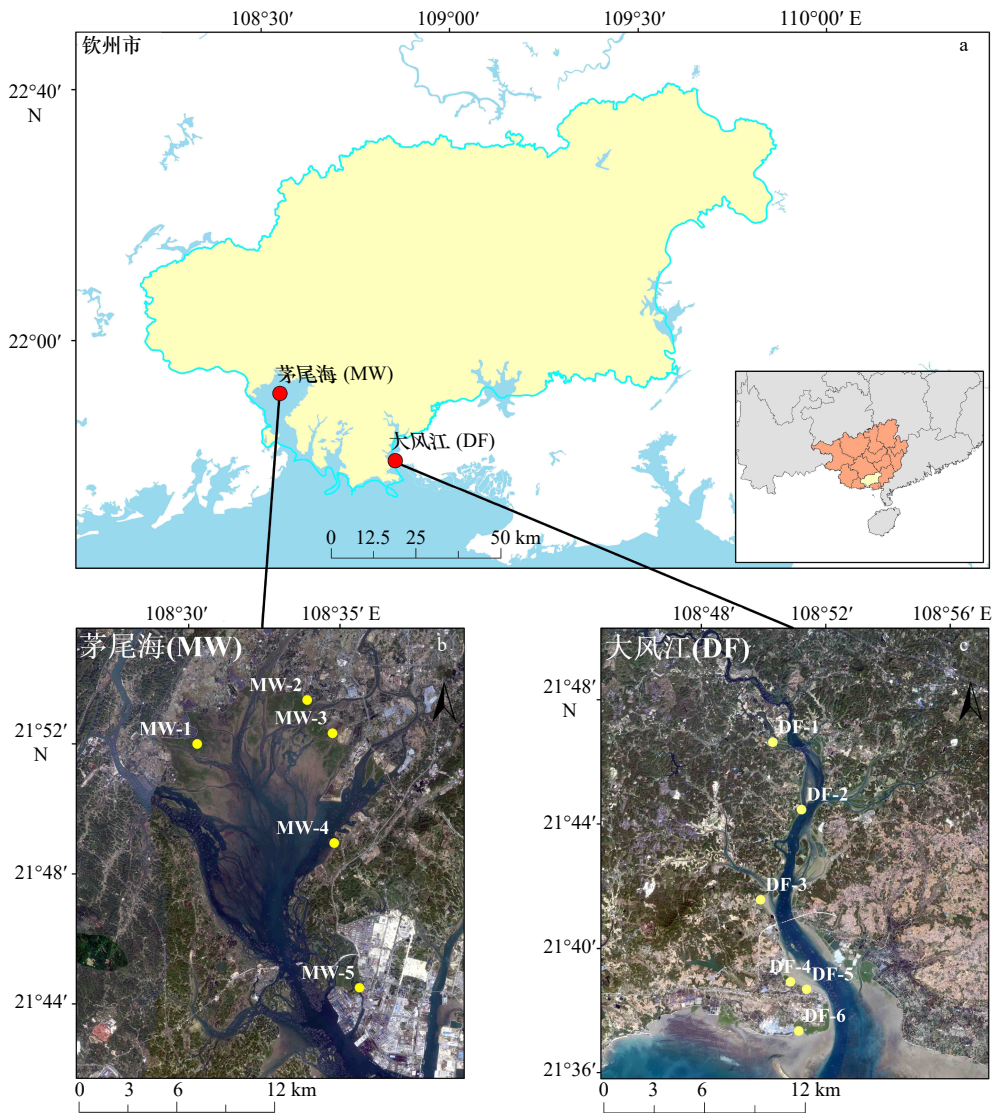 108°30′ 109°00′ 109°30′ 110°00′ E
钦州市 a
22°40′
N
22°00′
茅尾海 (MW)
大风江 (DF)
0 12.5 25 50 km
108°30′ 108°35′ E
茅尾海(MW) b
MW-2
MW-3
MW-1
21°52′
N
MW-4
21°48′
MW-5
21°44′
0 3 6 12 km
108°48′ 108°52′ 108°56′ E
大风江(DF) c
21°48′
N
DF-1
DF-2
21°44′
DF-3
21°40′
DF-4
DF-5
DF-6
21°36′
0 3 6 12 km